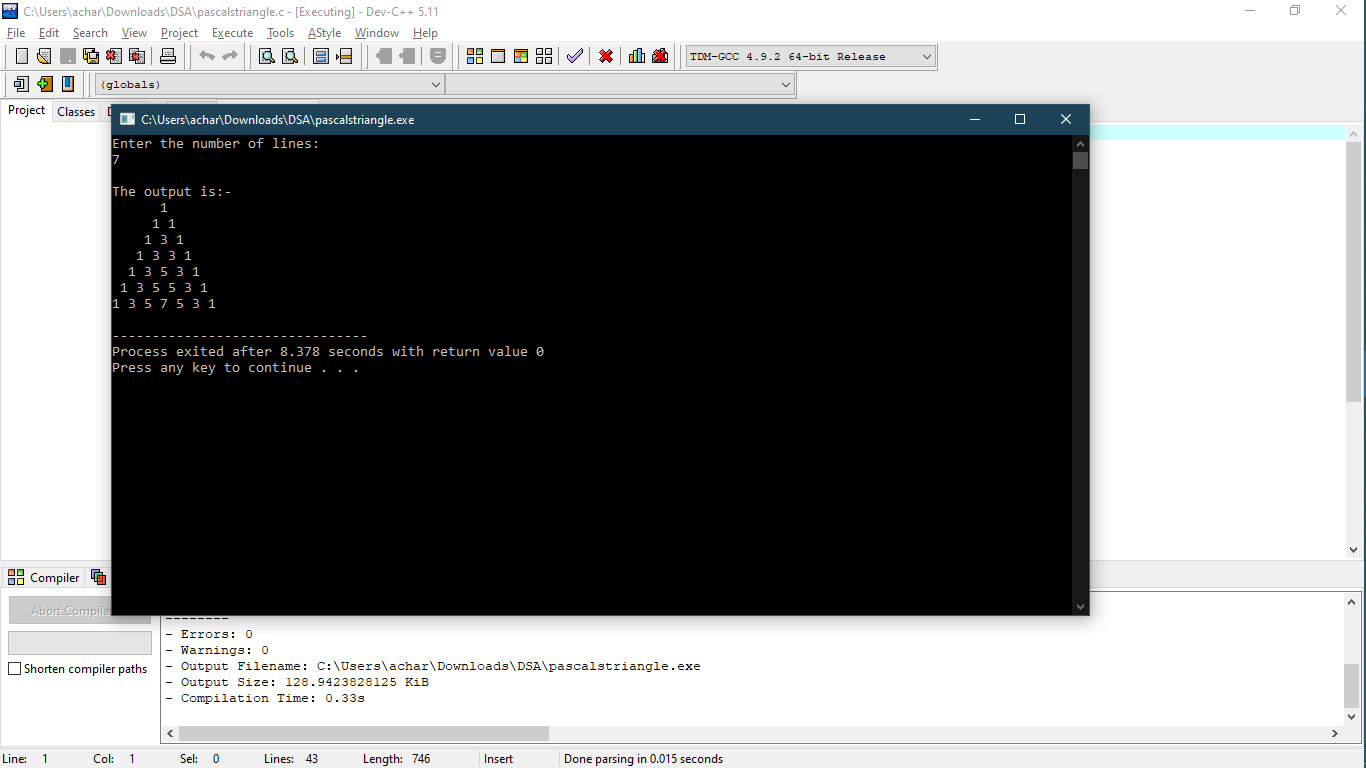 C:\Users\achar\Downloads\DSA\pascalstriangle.c - [Executing] - Dev-C++ 5.11
File Edit Search View Project Execute Tools AStyle Window Help
TDM-GCC 4.9.2 64-bit Release
(globals)
Project Classes
C:\Users\achar\Downloads\DSA\pascalstriangle.exe
Enter the number of lines:
7
The output is:-
1
1 1
1 3 1
1 3 3 1
1 3 5 3 1
1 3 5 5 3 1
1 3 5 7 5 3 1
--------------------------------
Process exited after 8.378 seconds with return value 0
Press any key to continue . . .
Compiler
Abort
Shorten compiler paths
--------
- Errors: 0
- Warnings: 0
- Output Filename: C:\Users\achar\Downloads\DSA\pascalstriangle.exe
- Output Size: 128.9423828125 KiB
- Compilation Time: 0.33s
Line: 1 Col: 1 Sel: 0 Lines: 43 Length: 746 Insert Done parsing in 0.015 seconds